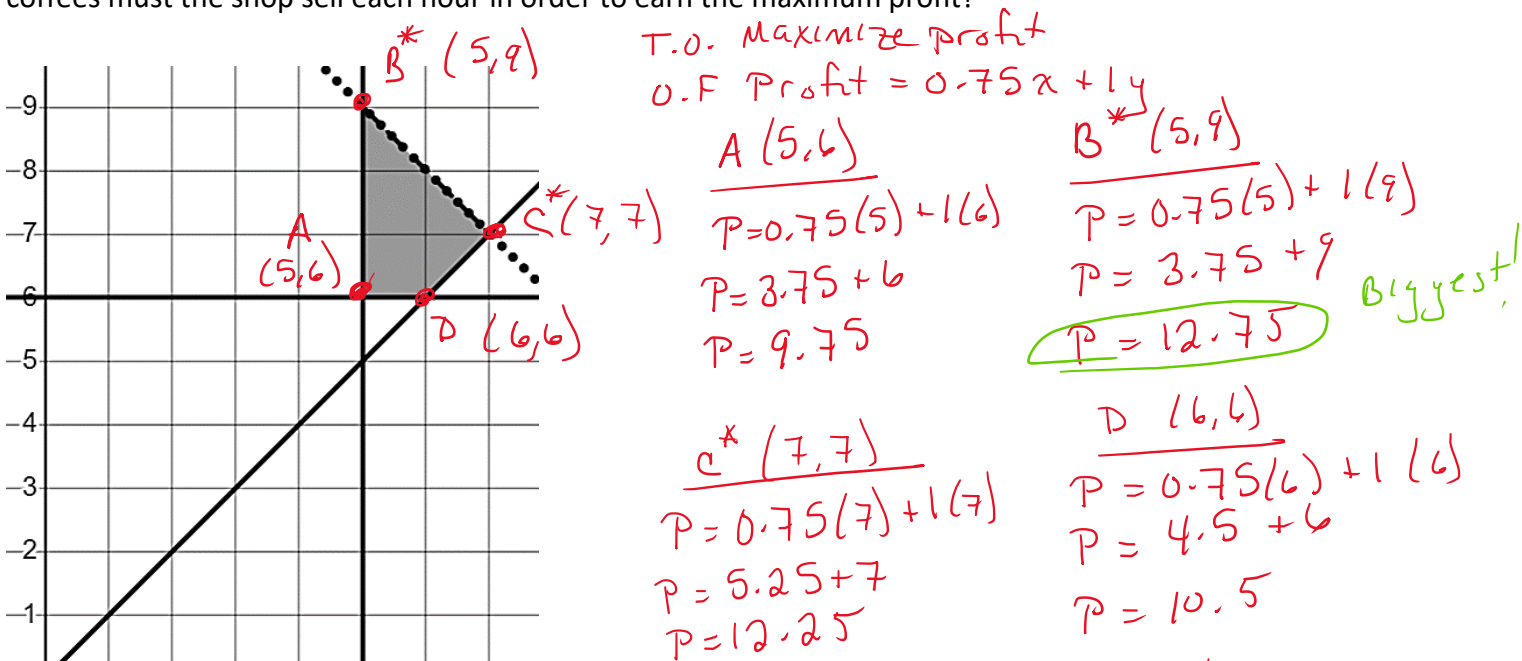 coffees must the shop sell each hour in order to earn the maximum profit?
T.O. Maximize profit
O.F Profit = 0.75x + 1y
B* (5,9)
9
8
7
6
5
4
3
2
1
A
(5,6)
C* (7,7)
D (6,6)
A (5,6)
P=0.75(5)+1(6)
P=3.75+6
P=9.75
B* (5,9)
P=0.75(5)+1(9)
P=3.75+9
P=12.75
Biggest!
C* (7,7)
P=0.75(7)+1(7)
P=5.25+7
P=12.25
D (6,6)
P=0.75(6)+1(6)
P=4.5+6
P=10.5